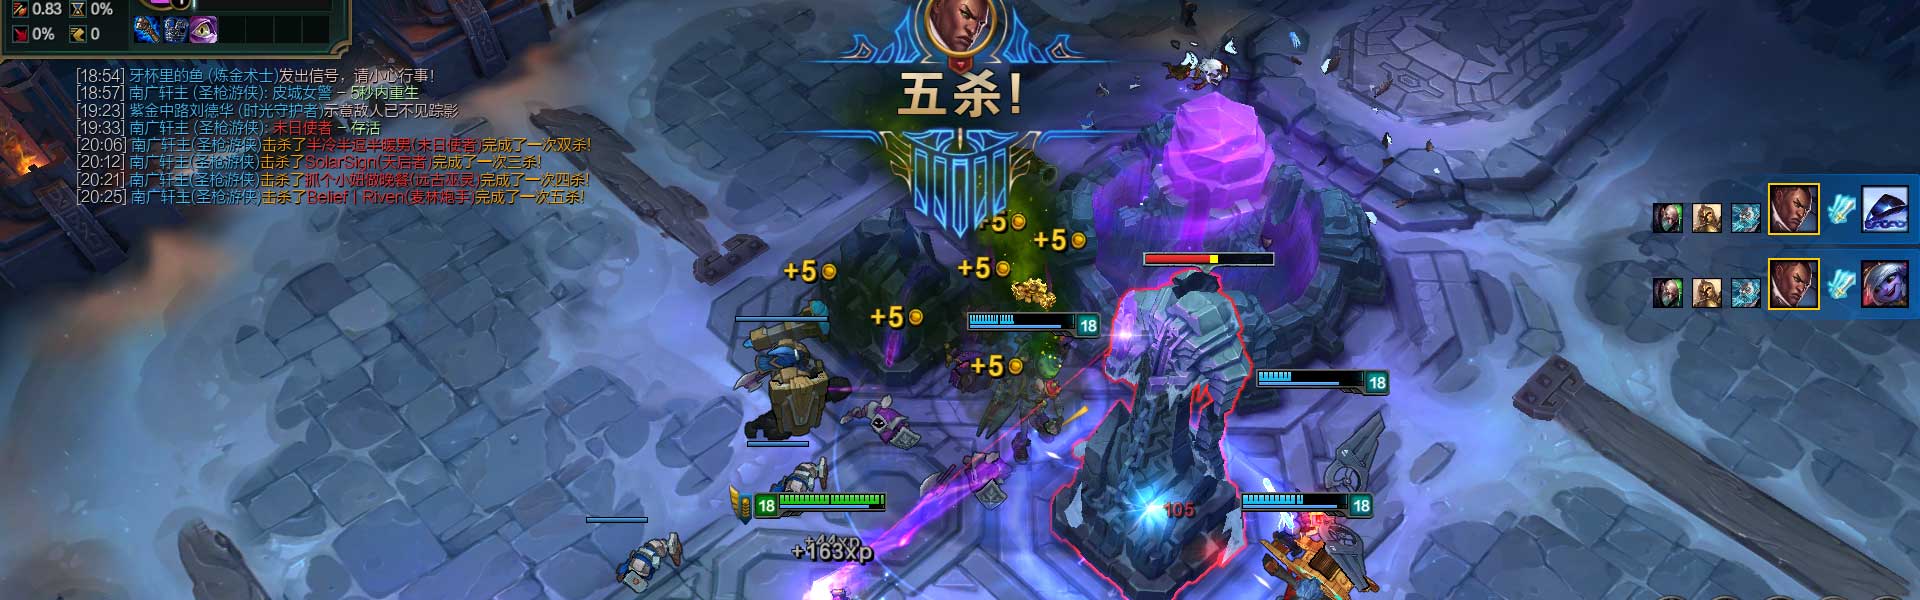 0.83 0%
0% 0
五杀!
[18:54] 牙杯里的鱼 (炼金术士)发出信号，请小心行事!
[18:57] 南广轩主 (圣枪游侠): 皮城女警 – 5秒内重生
[19:23] 紫金中路刘德华 (时光守护者)示意敌人已不见踪影
[19:33] 南广轩主 (圣枪游侠): 末日使者 – 存活
[20:06] 南广轩主(圣枪游侠)击杀了半冷半逗半暖男(末日使者)完成了一次双杀!
[20:12] 南广轩主(圣枪游侠)击杀了SolarSign(天启者)完成了一次三杀!
[20:21] 南广轩主(圣枪游侠)击杀了抓个小妞做晚餐(远古巫灵)完成了一次四杀!
[20:25] 南广轩主(圣枪游侠)击杀了Belief丨Riven(麦林炮手)完成了一次五杀!
+5
+5
+5
+5
+5
+5
18
18
18
18
105
+44xp
+163xp